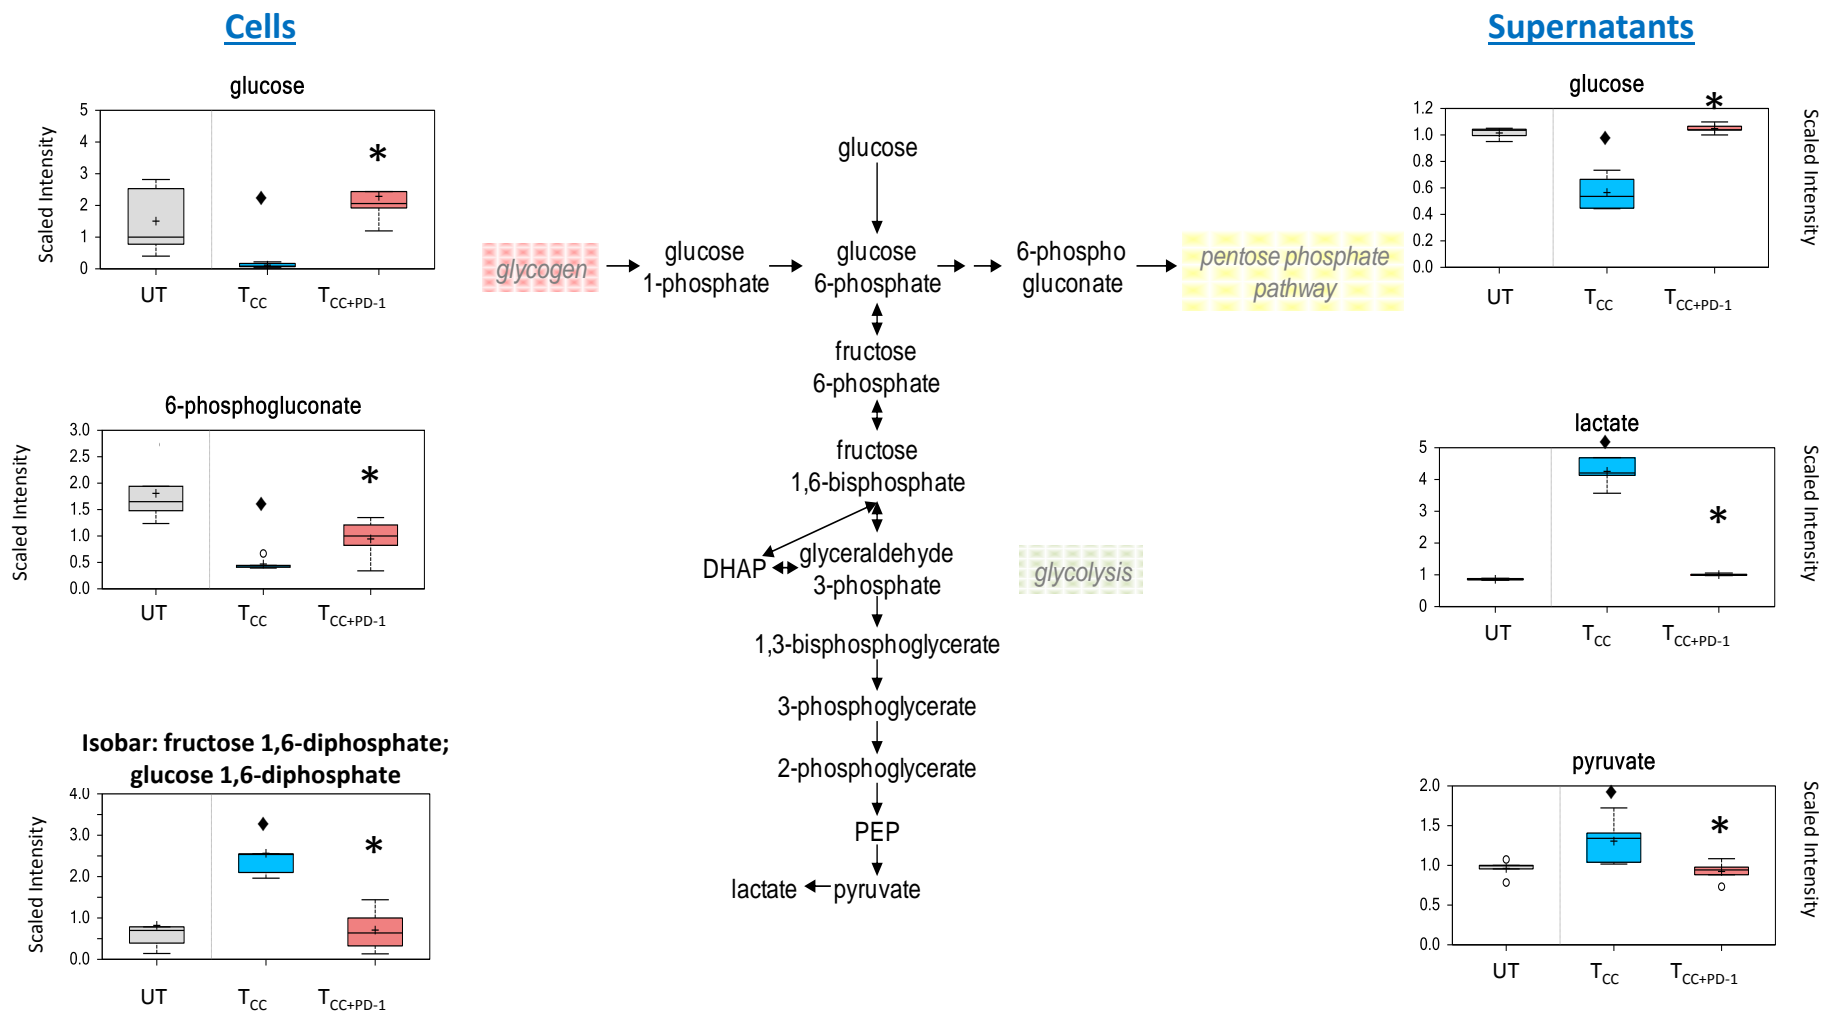 Cells
Supernatants
glucose
Scaled Intensity
5
4
3
2
1
0
*
UT
TCC
TCC+PD-1
6-phosphogluconate
Scaled Intensity
3.0
2.5
2.0
1.5
1.0
0.5
0.0
*
UT
TCC
TCC+PD-1
Isobar: fructose 1,6-diphosphate;
glucose 1,6-diphosphate
Scaled Intensity
4.0
3.0
2.0
1.0
0.0
*
UT
TCC
TCC+PD-1
glucose
glycogen
glucose
1-phosphate
glucose
6-phosphate
6-phospho
gluconate
pentose phosphate
pathway
fructose
6-phosphate
fructose
1,6-bisphosphate
DHAP
glyceraldehyde
3-phosphate
glycolysis
1,3-bisphosphoglycerate
3-phosphoglycerate
2-phosphoglycerate
PEP
lactate
pyruvate
glucose
Scaled Intensity
1.2
1.0
0.8
0.6
0.4
0.2
0.0
*
UT
TCC
TCC+PD-1
lactate
Scaled Intensity
5
4
3
2
1
0
*
UT
TCC
TCC+PD-1
pyruvate
Scaled Intensity
2.0
1.5
1.0
0.5
0.0
*
UT
TCC
TCC+PD-1